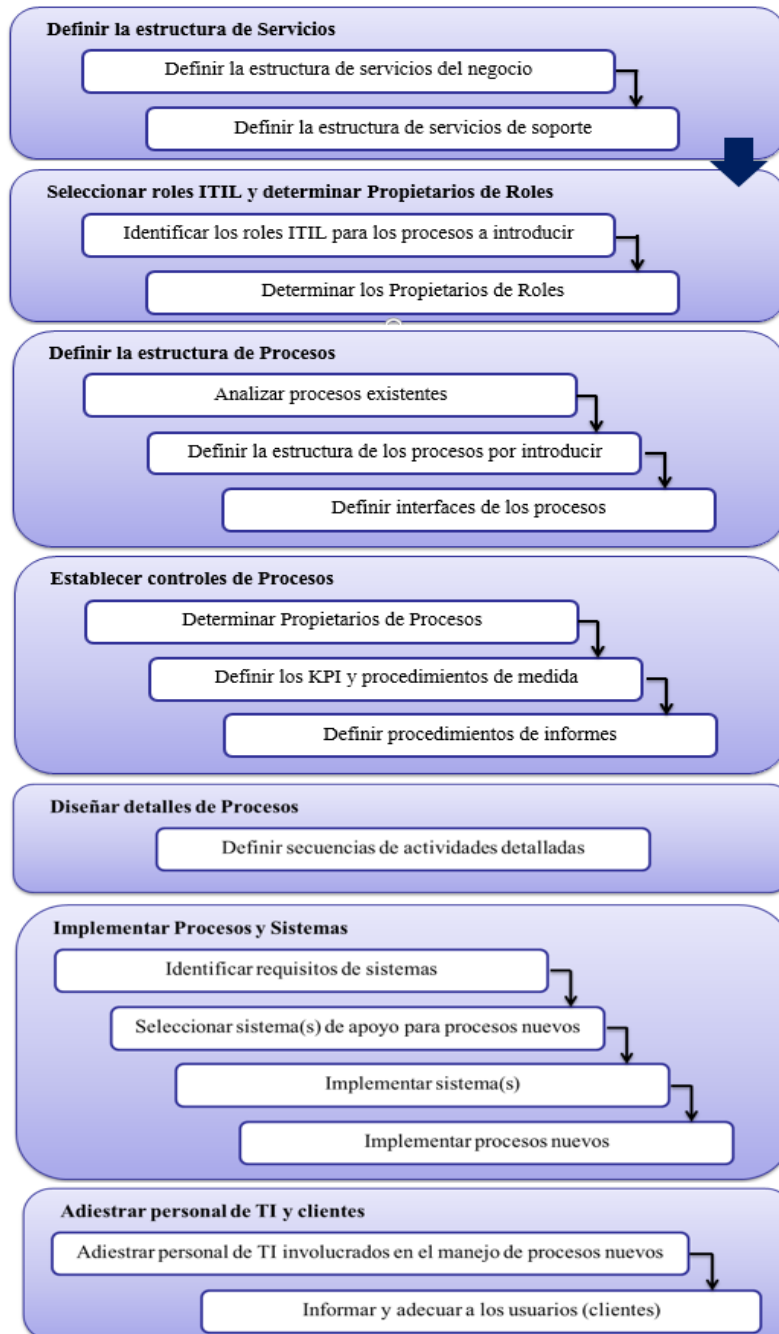 Definir la estructura de Servicios
Definir la estructura de servicios del negocio
Definir la estructura de servicios de soporte
Seleccionar roles ITIL y determinar Propietarios de Roles
Identificar los roles ITIL para los procesos a introducir
Determinar los Propietarios de Roles
Definir la estructura de Procesos
Analizar procesos existentes
Definir la estructura de los procesos por introducir
Definir interfaces de los procesos
Establecer controles de Procesos
Determinar Propietarios de Procesos
Definir los KPI y procedimientos de medida
Definir procedimientos de informes
Diseñar detalles de Procesos
Definir secuencias de actividades detalladas
Implementar Procesos y Sistemas
Identificar requisitos de sistemas
Seleccionar sistema(s) de apoyo para procesos nuevos
Implementar sistema(s)
Implementar procesos nuevos
Adiestrar personal de TI y clientes
Adiestrar personal de TI involucrados en el manejo de procesos nuevos
Informar y adecuar a los usuarios (clientes)